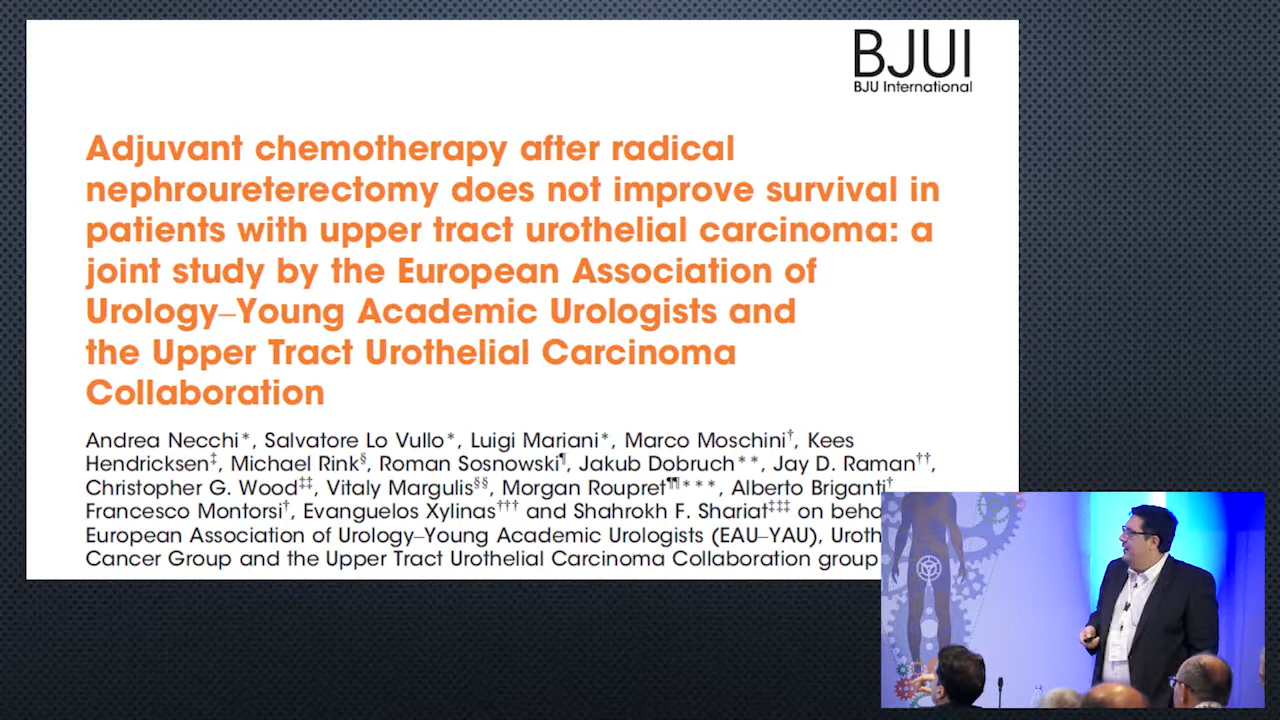 BJUI
BJU International
Adjuvant chemotherapy after radical
nephroureterectomy does not improve survival in
patients with upper tract urothelial carcinoma: a
joint study by the European Association of
Urology–Young Academic Urologists and
the Upper Tract Urothelial Carcinoma
Collaboration
Andrea Necchi*, Salvatore Lo Vullo*, Luigi Mariani*, Marco Moschini†, Kees
Hendricksen‡, Michael Rink§, Roman Sosnowski¶, Jakub Dobruch**, Jay D. Raman††,
Christopher G. Wood‡‡, Vitaly Margulis§§, Morgan Roupret¶¶***, Alberto Briganti†
Francesco Montorsi†, Evanguelos Xylinas††† and Shahrokh F. Shariat‡‡‡ on
European Association of Urology–Young Academic Urologists (EAU–YAU),
Cancer Group and the Upper Tract Urothelial Carcinoma Collaboration group